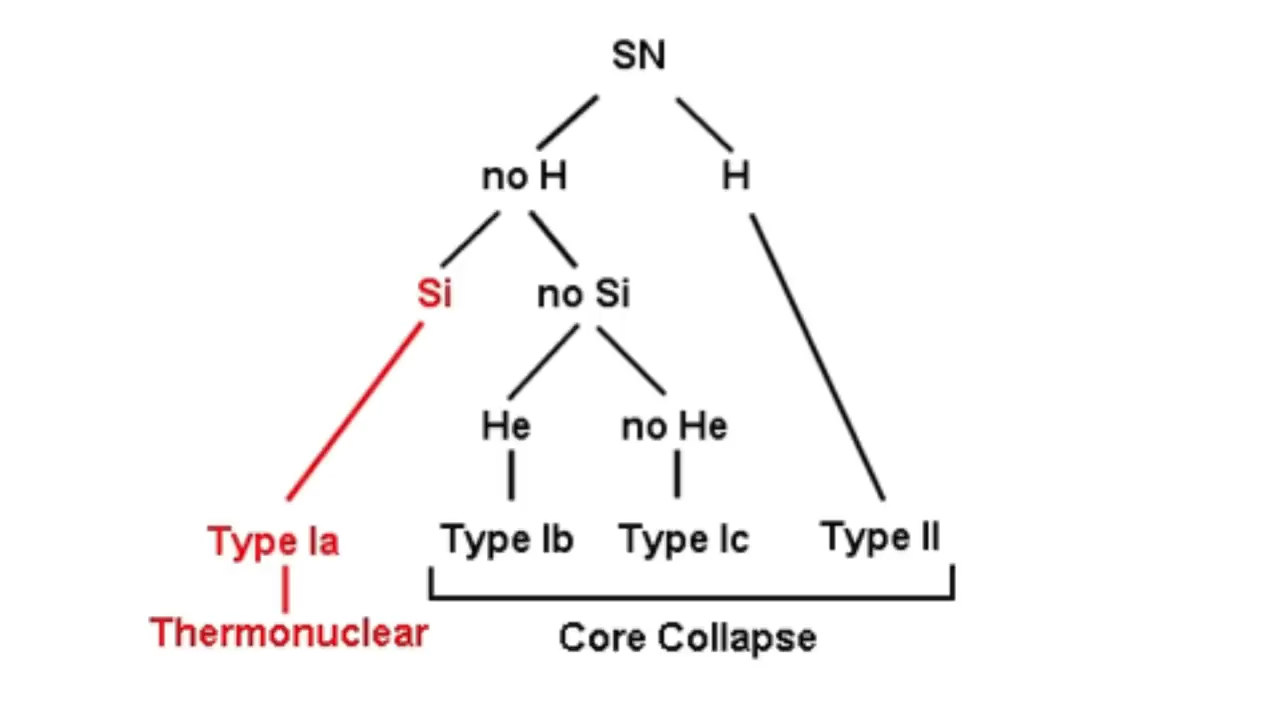 SN
no H
H
Si
no Si
He
no He
Type Ia
Type Ib
Type Ic
Type II
Thermonuclear
Core Collapse